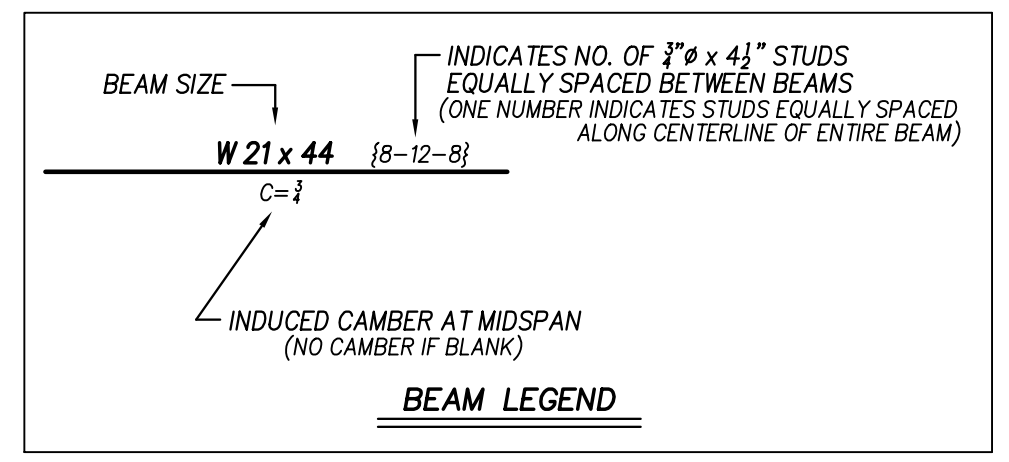 INDICATES NO. OF 3/4"ø x 4 1/2" STUDS
EQUALLY SPACED BETWEEN BEAMS
(ONE NUMBER INDICATES STUDS EQUALLY SPACED
ALONG CENTERLINE OF ENTIRE BEAM)
BEAM SIZE
W 21 x 44 {8-12-8}
C= 3/4
INDUCED CAMBER AT MIDSPAN
(NO CAMBER IF BLANK)
BEAM LEGEND